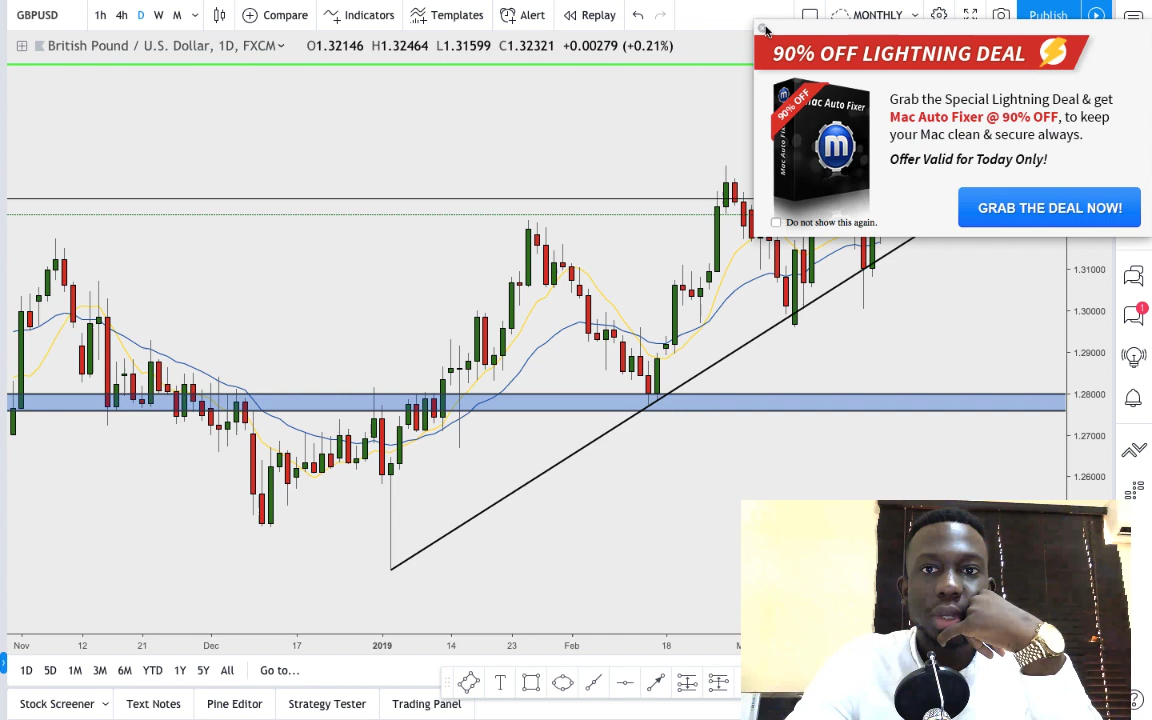 GBPUSD 1h 4h D W M Compare Indicators Templates Alert Replay MONTHLY Publish
British Pound / U.S. Dollar, 1D, FXCM O1.32146 H1.32464 L1.31599 C1.32321 +0.00279 (+0.21%)
90% OFF LIGHTNING DEAL
90% OFF
Mac Auto Fixer
m
Mac Auto Fixer
Grab the Special Lightning Deal & get
Mac Auto Fixer @ 90% OFF, to keep
your Mac clean & secure always.
Offer Valid for Today Only!
GRAB THE DEAL NOW!
Do not show this again.
1.31000
1
1.30000
1.29000
1.28000
1.27000
1.26000
Nov 12 21 Dec 17 2019 14 23 Feb 18
1D 5D 1M 3M 6M YTD 1Y 5Y All Go to...
T
Stock Screener Text Notes Pine Editor Strategy Tester Trading Panel
?